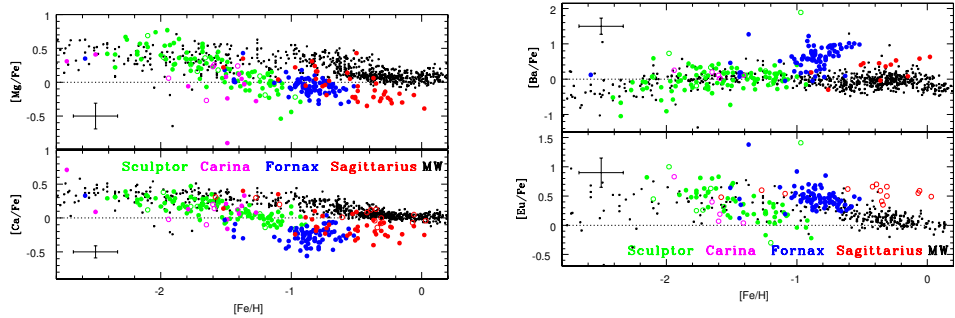 1
0.5
0
-0.5
[Mg/Fe]
Sculptor Carina Fornax Sagittarius MW
1
0.5
0
-0.5
[Ca/Fe]
-2 -1 0
[Fe/H]
2
1
0
-1
[Ba/Fe]
1.5
1
0.5
0
-0.5
[Eu/Fe]
Sculptor Carina Fornax Sagittarius MW
-2 -1 0
[Fe/H]